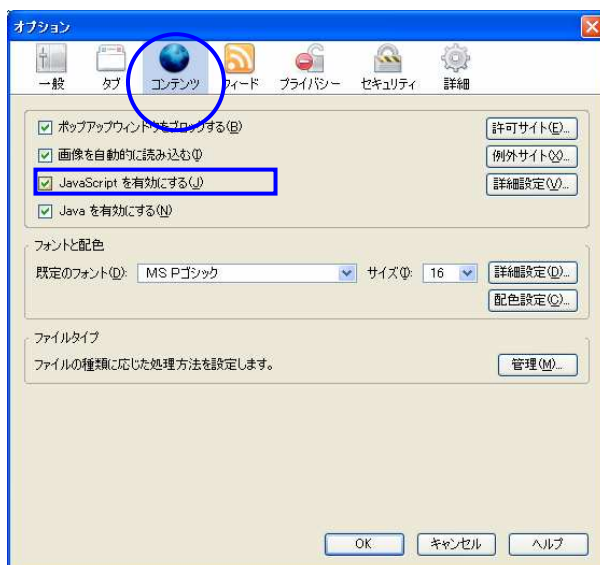 オプション
一般 タブ コンテンツ フィード プライバシー セキュリティ 詳細
ポップアップウィンドウをブロックする(B) 許可サイト(E)...
画像を自動的に読み込む(I) 例外サイト(X)...
JavaScript を有効にする(J) 詳細設定(V)...
Java を有効にする(N)
フォントと配色
既定のフォント(D): MS Pゴシック サイズ(I): 16 詳細設定(D)...
配色設定(C)...
ファイルタイプ
ファイルの種類に応じた処理方法を設定します。 管理(M)...
OK キャンセル ヘルプ